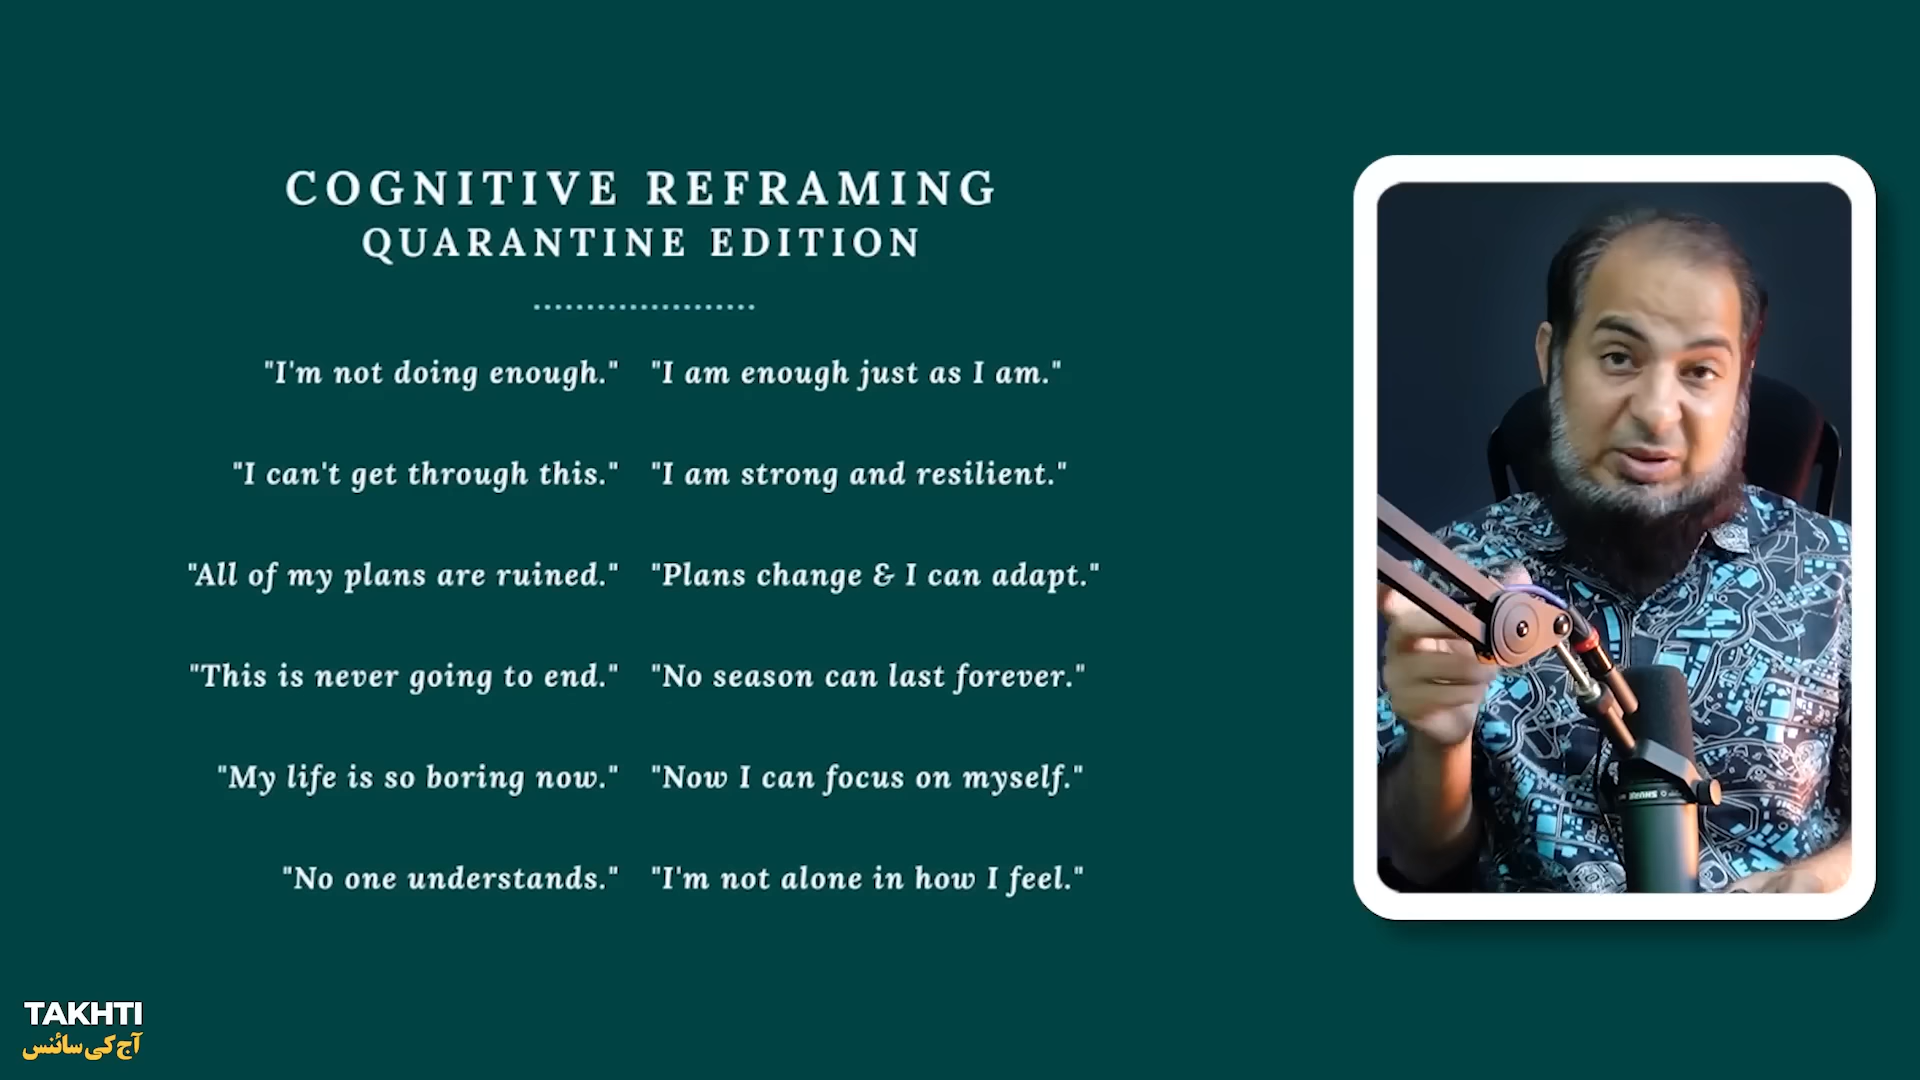 COGNITIVE REFRAMING
QUARANTINE EDITION
"I'm not doing enough." "I am enough just as I am."
"I can't get through this." "I am strong and resilient."
"All of my plans are ruined." "Plans change & I can adapt."
"This is never going to end." "No season can last forever."
"My life is so boring now." "Now I can focus on myself."
"No one understands." "I'm not alone in how I feel."
SHURE
TAKHTI
آج کی سائنس